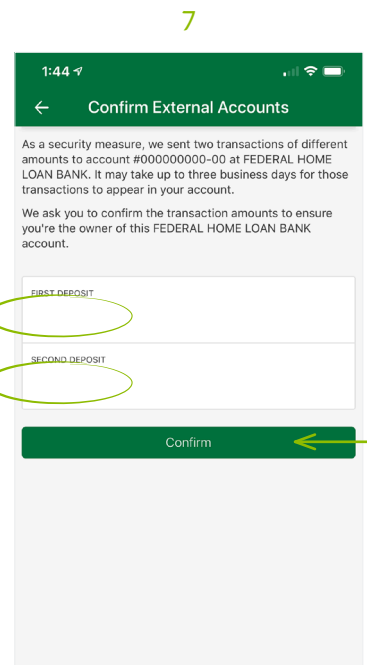 7
1:44
Confirm External Accounts
As a security measure, we sent two transactions of different
amounts to account #000000000-00 at FEDERAL HOME
LOAN BANK. It may take up to three business days for those
transactions to appear in your account.
We ask you to confirm the transaction amounts to ensure
you're the owner of this FEDERAL HOME LOAN BANK
account.
FIRST DEPOSIT
SECOND DEPOSIT
Confirm